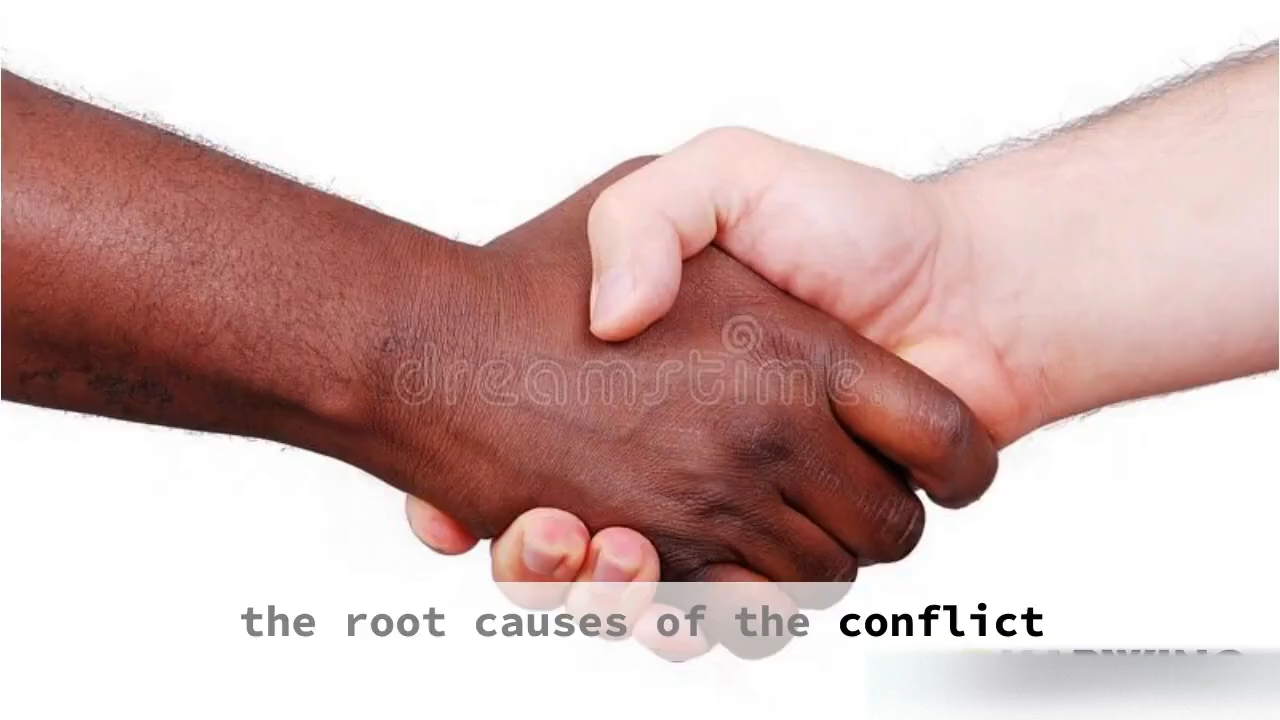 dreamstime.
the root causes of the conflict